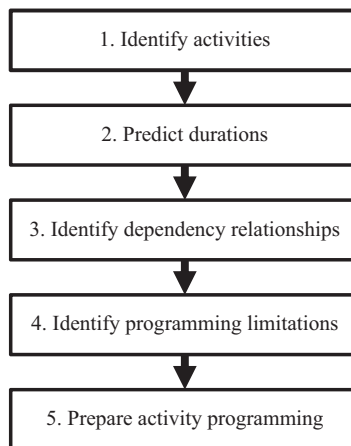 1. Identify activities
2. Predict durations
3. Identify dependency relationships
4. Identify programming limitations
5. Prepare activity programming